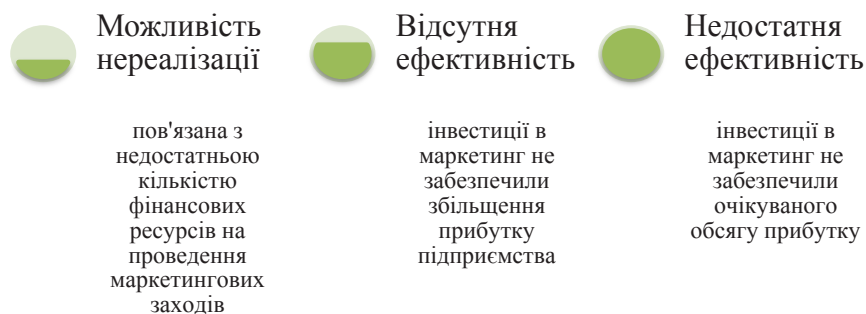 Можливість
нереалізації
пов'язана з
недостатньою
кількістю
фінансових
ресурсів на
проведення
маркетингових
заходів
Відсутня
ефективність
інвестиції в
маркетинг не
забезпечили
збільщення
прибутку
підприємства
Недостатня
ефективність
інвестиції в
маркетинг не
забезпечили
очікуваного
обсягу прибутку